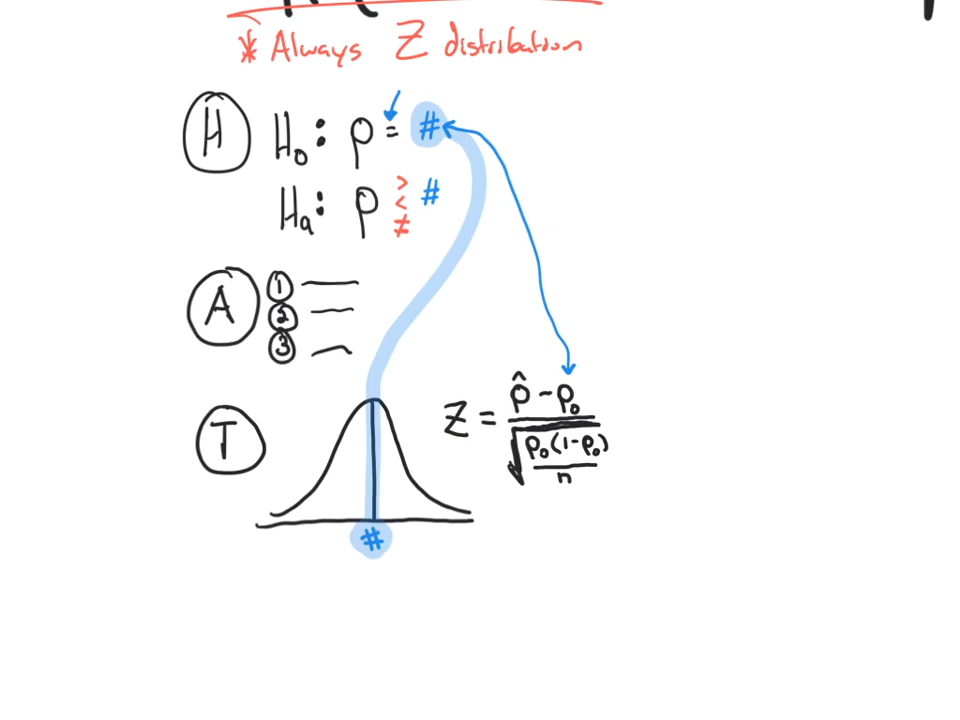 * Always Z distribution
H H₀: p = #
Hₐ: p > < ≠ #
A ① ② ③
T Z = (p̂ - p₀) / √(p₀(1-p₀)/n)
#